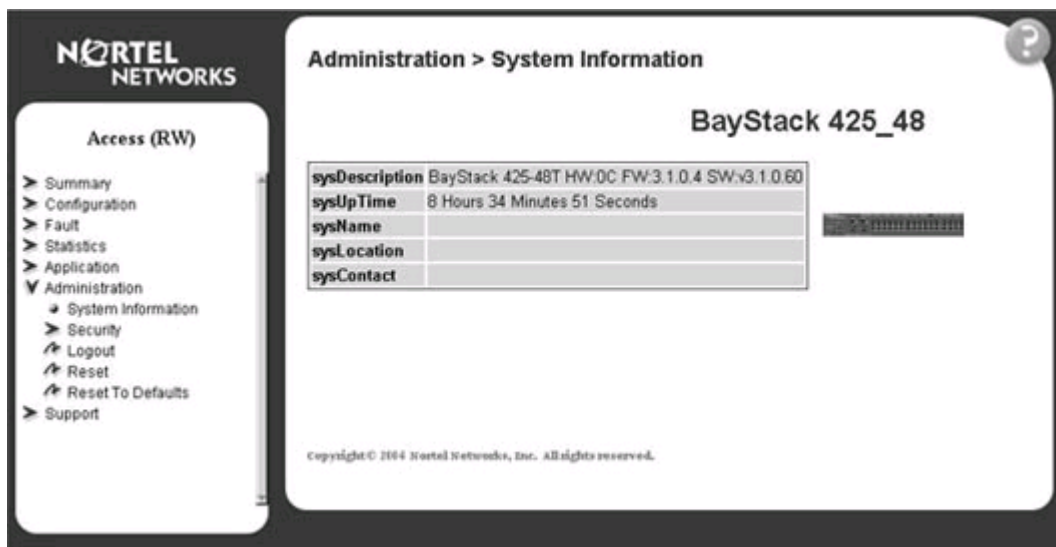 NORTEL
NETWORKS
Access (RW)
Summary
Configuration
Fault
Statistics
Application
Administration
System Information
Security
Logout
Reset
Reset To Defaults
Support
Administration > System Information
?
BayStack 425_48
sysDescription BayStack 425-48T HW:0C FW:3.1.0.4 SW:v3.1.0.60
sysUpTime 8 Hours 34 Minutes 51 Seconds
sysName
sysLocation
sysContact
Copyright © 2004 Nortel Networks, Inc. All rights reserved.